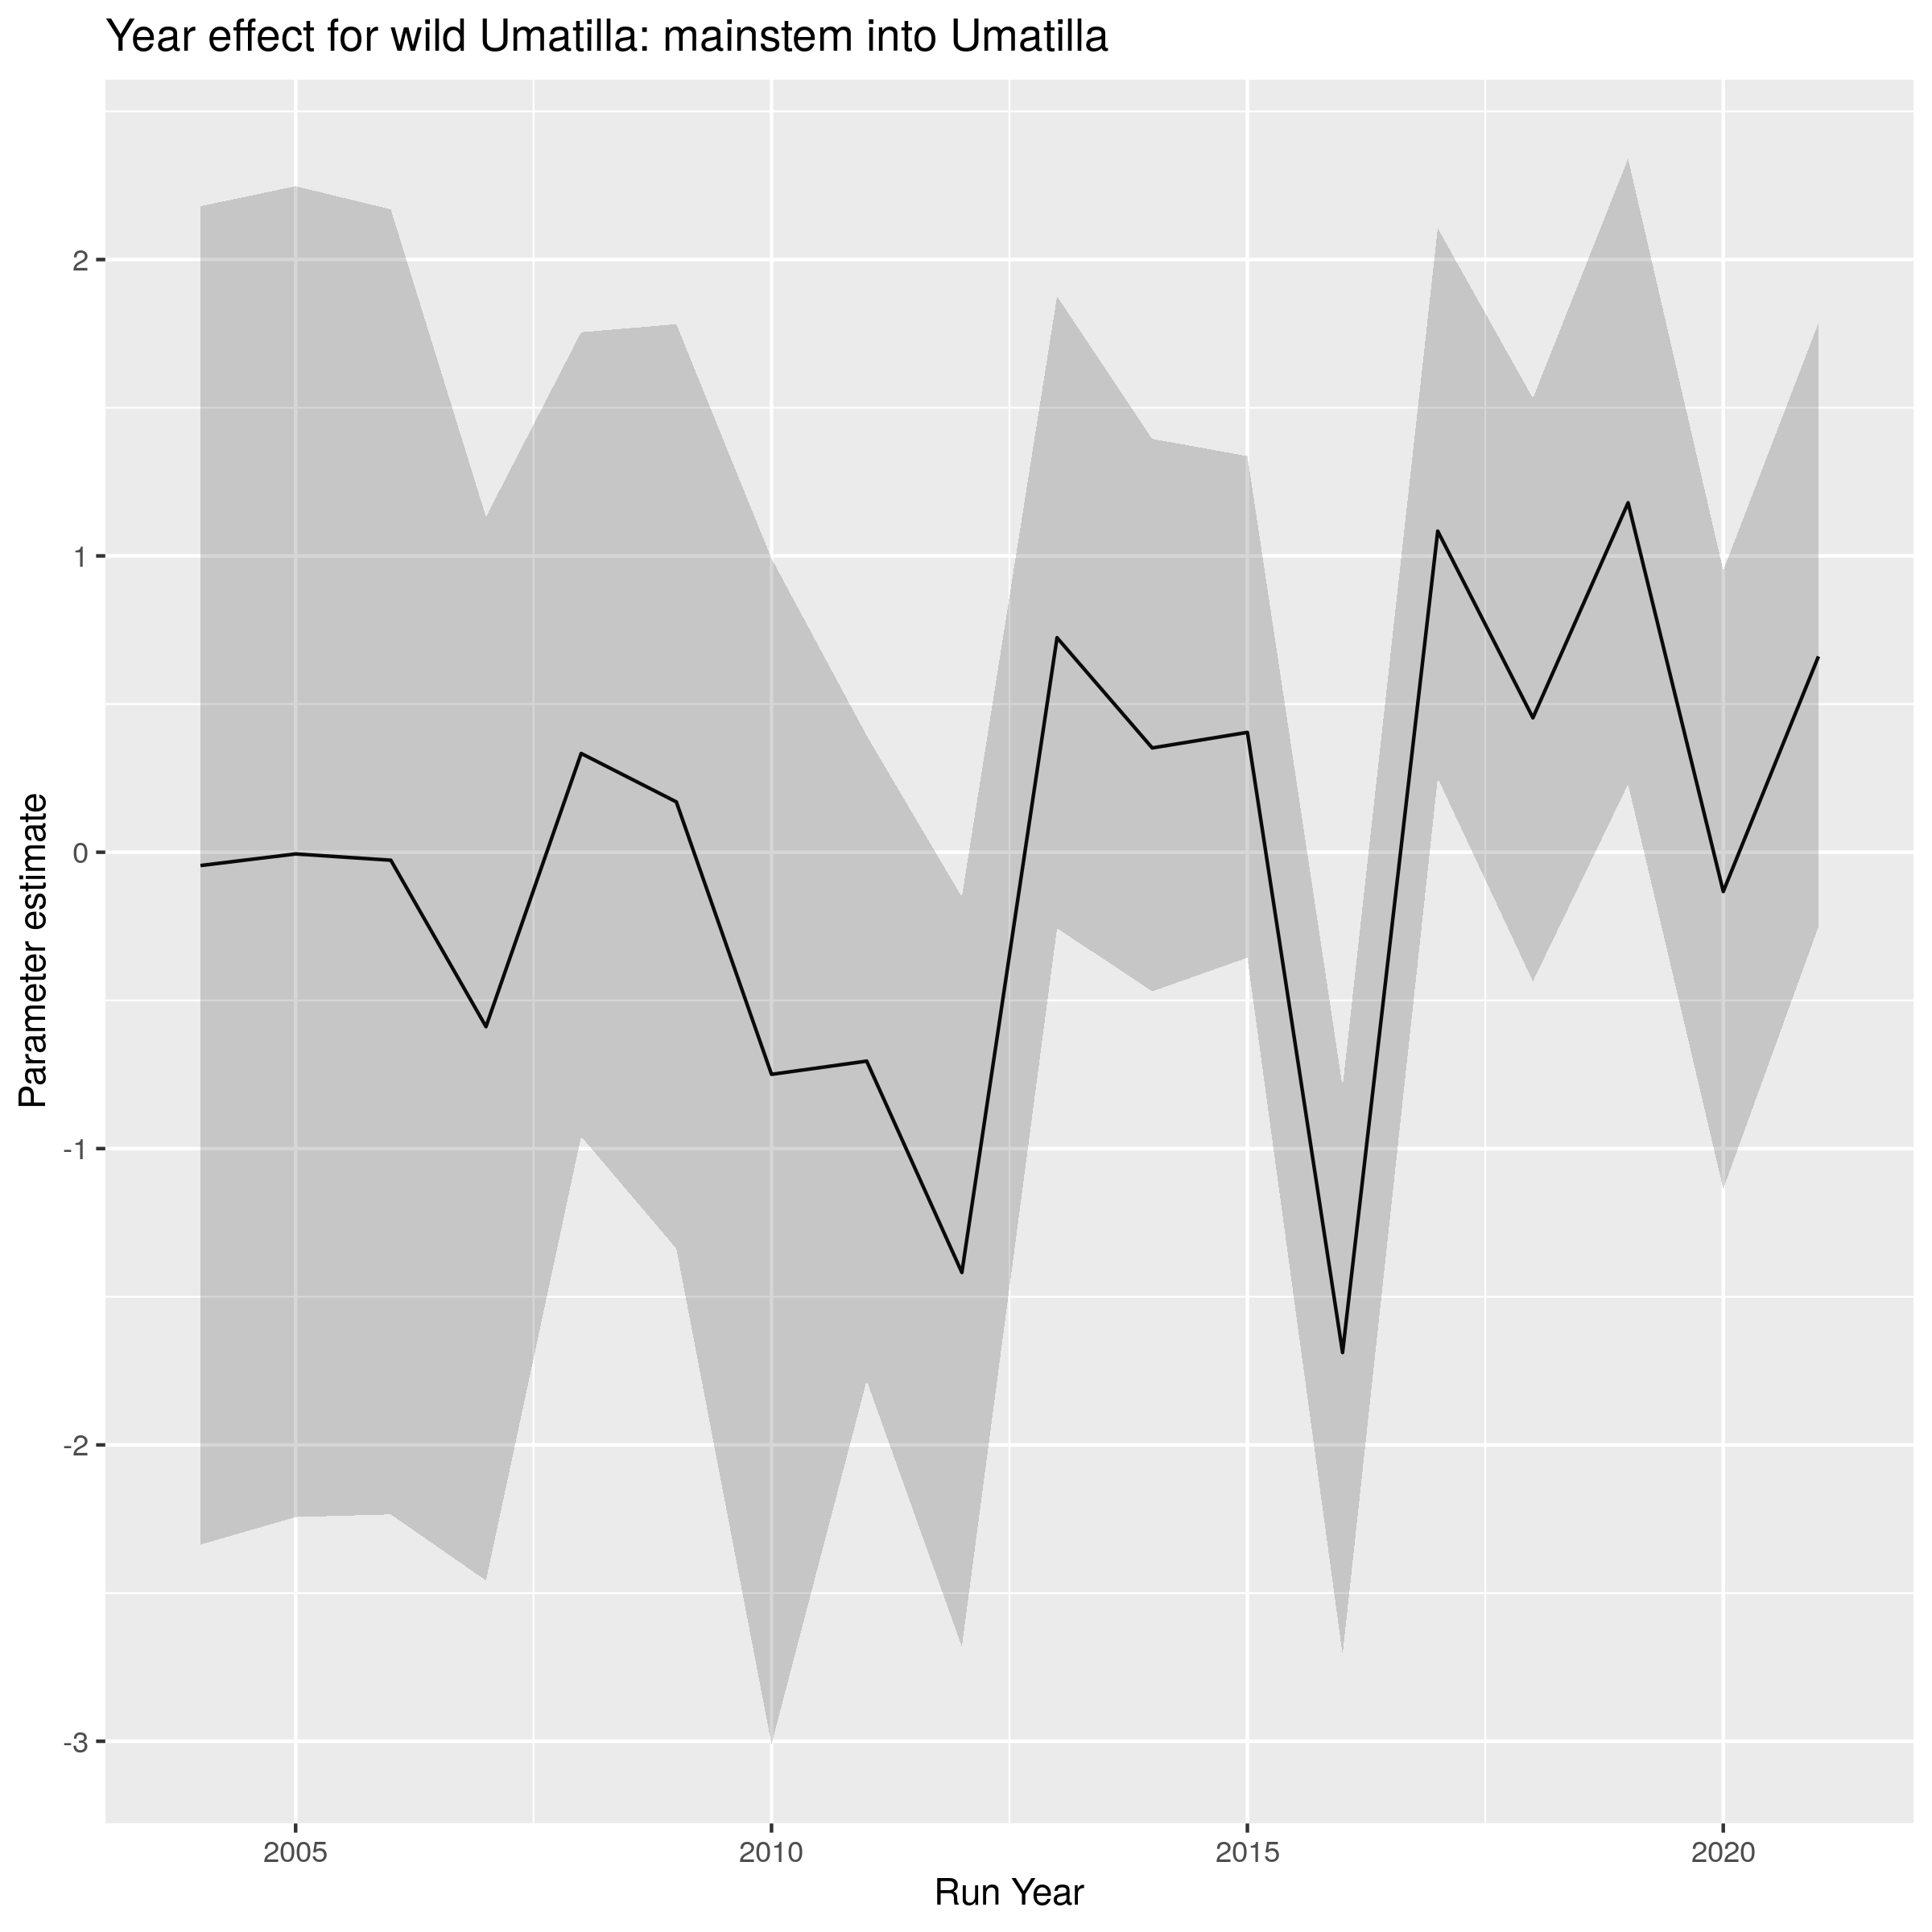 Year effect for wild Umatilla: mainstem into Umatilla
Parameter estimate
2
1
0
-1
-2
-3
2005 2010 2015 2020
Run Year